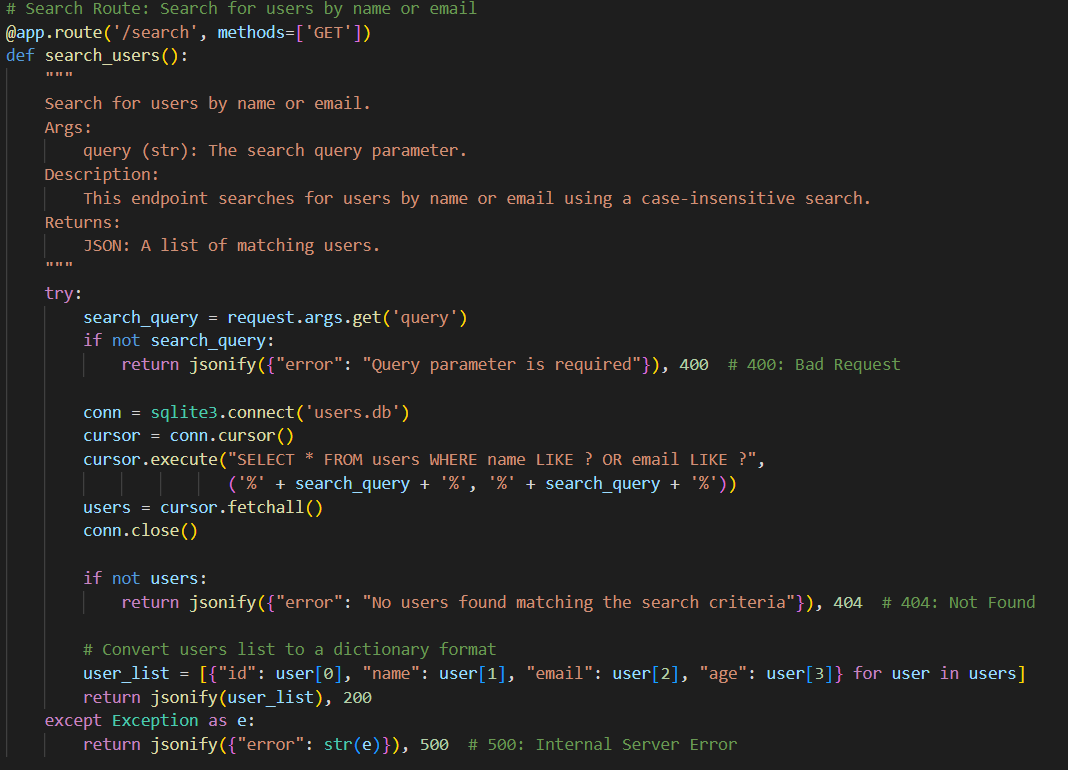 # Search Route: Search for users by name or email
@app.route('/search', methods=['GET'])
def search_users():
    """
    Search for users by name or email.
    Args:
        query (str): The search query parameter.
    Description:
        This endpoint searches for users by name or email using a case-insensitive search.
    Returns:
        JSON: A list of matching users.
    """
    try:
        search_query = request.args.get('query')
        if not search_query:
            return jsonify({"error": "Query parameter is required"}), 400  # 400: Bad Request

        conn = sqlite3.connect('users.db')
        cursor = conn.cursor()
        cursor.execute("SELECT * FROM users WHERE name LIKE ? OR email LIKE ?",
                       ('%' + search_query + '%', '%' + search_query + '%'))
        users = cursor.fetchall()
        conn.close()

        if not users:
            return jsonify({"error": "No users found matching the search criteria"}), 404  # 404: Not Found

        # Convert users list to a dictionary format
        user_list = [{"id": user[0], "name": user[1], "email": user[2], "age": user[3]} for user in users]
        return jsonify(user_list), 200
    except Exception as e:
        return jsonify({"error": str(e)}), 500  # 500: Internal Server Error